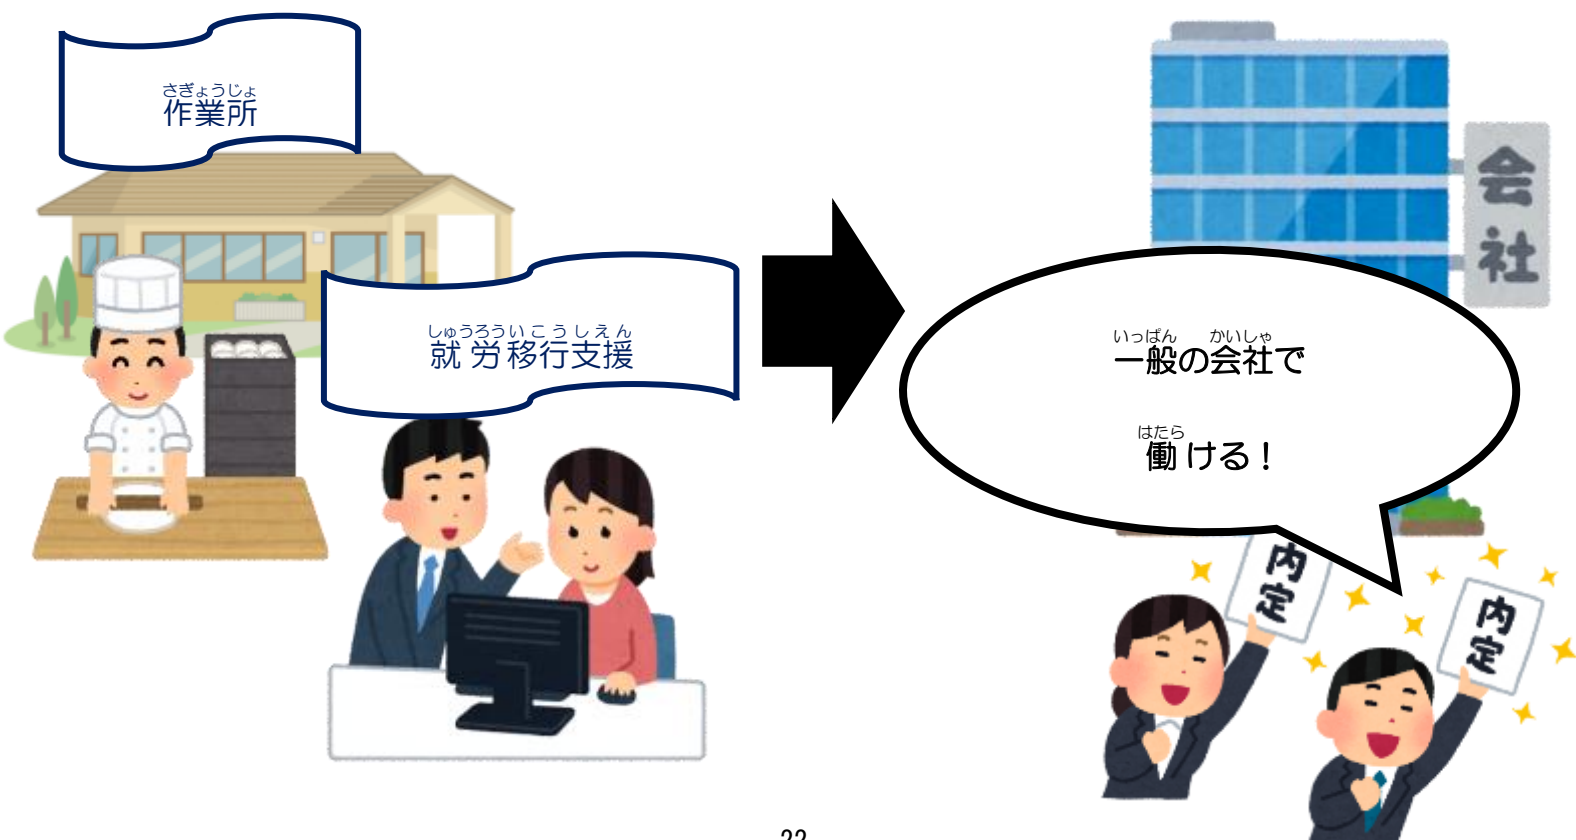 さぎょうじょ
作業所
しゅうろういこうしえん
就労移行支援
会社
いっぱん かいしゃ
一般の会社で
はたら
働ける！
内定
内定
22